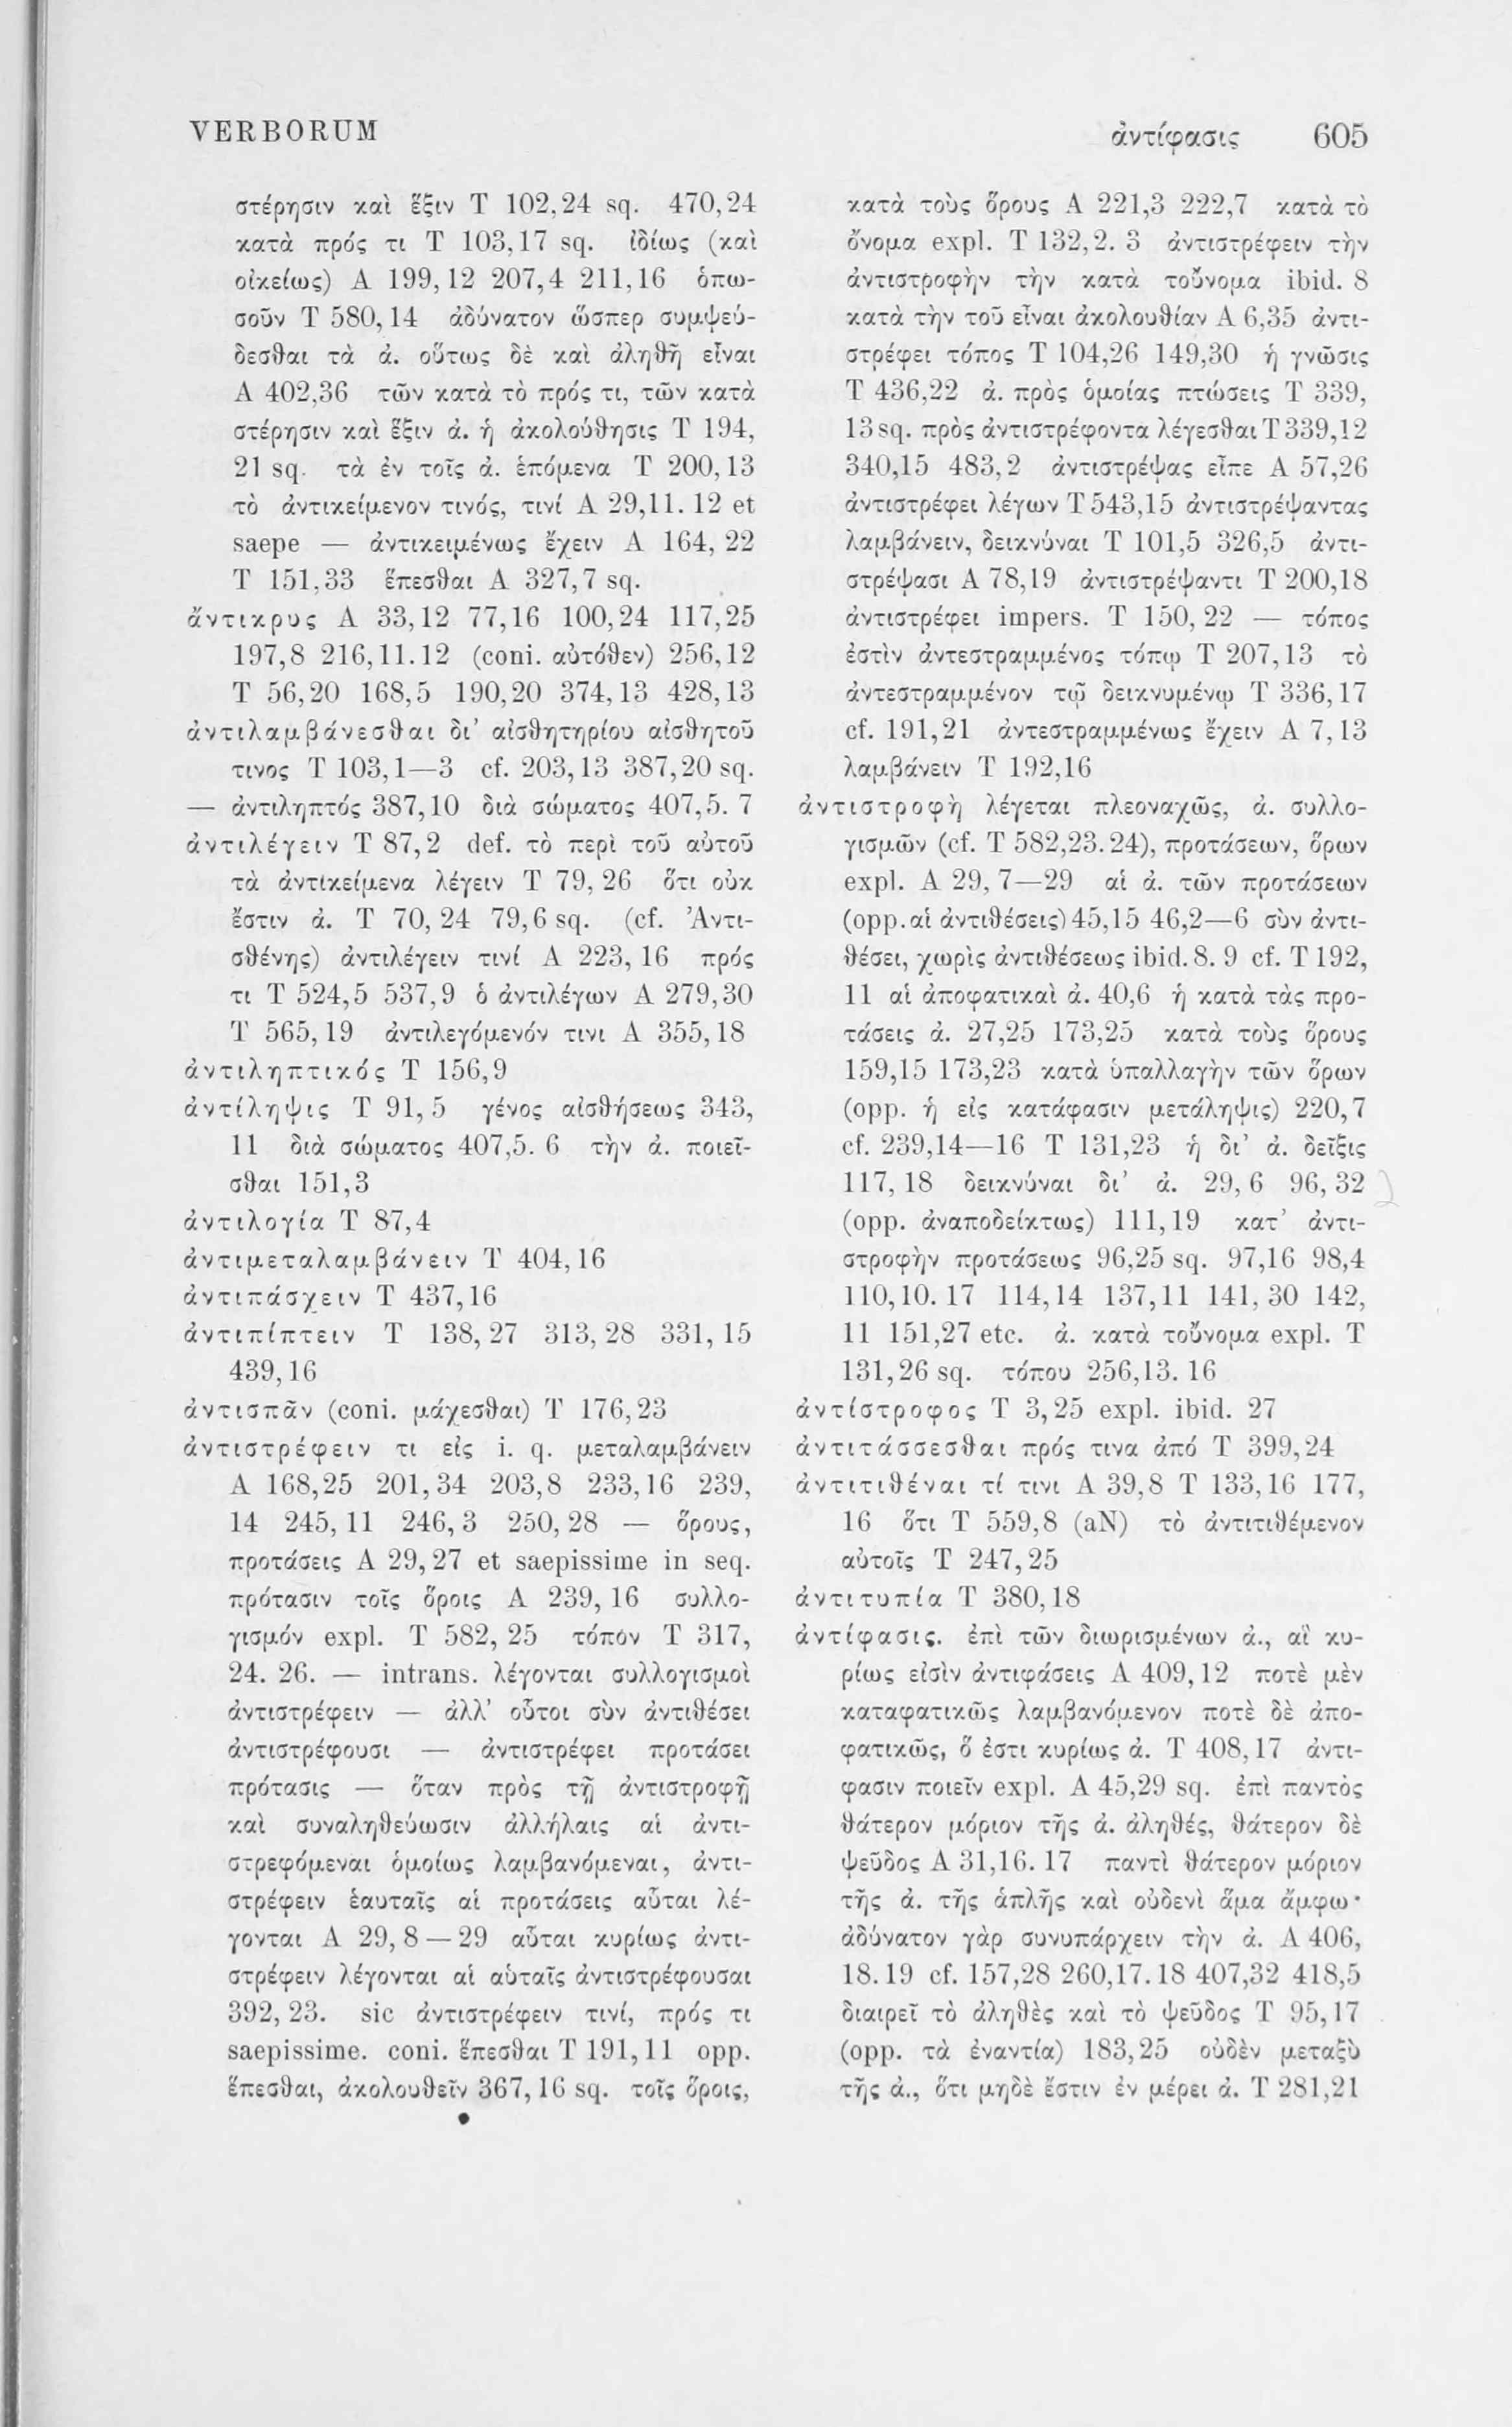 VERBORUM
ἀντίφασις 605
στέρησιν καὶ ἕξιν T 102,24 sq. 470,24
κατὰ πρός τι T 103,17 sq. ἰδίως (καὶ
οἰκείως) A 199,12 207,4 211,16 ὁπω-
σοῦν T 580,14 ἀδύνατον ὥσπερ συμψεύ-
δεσθαι τὰ ἀ. οὕτως δὲ καὶ ἀληθῆ εἶναι
A 402,36 τῶν κατὰ τὸ πρός τι, τῶν κατὰ
στέρησιν καὶ ἕξιν ἀ. ἡ ἀκολούθησις T 194,
21 sq. τὰ ἐν τοῖς ἀ. ἑπόμενα T 200,13
τὸ ἀντικείμενον τινός, τινί A 29,11. 12 et
saepe — ἀντικειμένως ἔχειν A 164, 22
T 151,33 ἕπεσθαι A 327,7 sq.
ἄντικρυς A 33,12 77,16 100,24 117,25
197,8 216,11.12 (coni. αὐτόθεν) 256,12
T 56,20 168,5 190,20 374,13 428,13
ἀντιλαμβάνεσθαι δι’ αἰσθητηρίου αἰσθητοῦ
τινος T 103,1—3 cf. 203,13 387,20 sq.
— ἀντιληπτός 387,10 διὰ σώματος 407,5. 7
ἀντιλέγειν T 87,2 def. τὸ περὶ τοῦ αὐτοῦ
τὰ ἀντικείμενα λέγειν T 79, 26 ὅτι οὐκ
ἔστιν ἀ. T 70, 24 79,6 sq. (cf. Ἀντι-
σθένης) ἀντιλέγειν τινί A 223, 16 πρός
τι T 524,5 537,9 ὁ ἀντιλέγων A 279,30
T 565,19 ἀντιλεγόμενόν τινι A 355,18
ἀντιληπτικός T 156,9
ἀντίληψις T 91, 5 γένος αἰσθήσεως 343,
11 διὰ σώματος 407,5. 6 τὴν ἀ. ποιεῖ-
σθαι 151,3
ἀντιλογία T 87,4
ἀντιμεταλαμβάνειν T 404,16
ἀντιπάσχειν T 437,16
ἀντιπίπτειν T 138, 27 313, 28 331, 15
439,16
ἀντισπᾶν (coni. μάχεσθαι) T 176,23
ἀντιστρέφειν τι εἰς i. q. μεταλαμβάνειν
A 168,25 201,34 203,8 233,16 239,
14 245,11 246,3 250,28 — ὅρους,
προτάσεις A 29,27 et saepissime in seq.
πρότασιν τοῖς ὅροις A 239, 16 συλλο-
γισμόν expl. T 582, 25 τόπον T 317,
24. 26. — intrans. λέγονται συλλογισμοὶ
ἀντιστρέφειν — ἀλλ’ οὗτοι σὺν ἀντιθέσει
ἀντιστρέφουσι — ἀντιστρέφει προτάσει
πρότασις — ὅταν πρὸς τῇ ἀντιστροφῇ
καὶ συναληθεύωσιν ἀλλήλαις αἱ ἀντι-
στρεφόμεναι ὁμοίως λαμβανόμεναι, ἀντι-
στρέφειν ἑαυταῖς αἱ προτάσεις αὗται λέ-
γονται A 29, 8 — 29 αὗται κυρίως ἀντι-
στρέφειν λέγονται αἱ αὑταῖς ἀντιστρέφουσαι
392, 23. sic ἀντιστρέφειν τινί, πρός τι
saepissime. coni. ἕπεσθαι T 191,11 opp.
ἕπεσθαι, ἀκολουθεῖν 367,16 sq. τοῖς ὅροις,
κατὰ τοὺς ὅρους A 221,3 222,7 κατὰ τὸ
ὄνομα expl. T 132,2. 3 ἀντιστρέφειν τὴν
ἀντιστροφὴν τὴν κατὰ τοὔνομα ibid. 8
κατὰ τὴν τοῦ εἶναι ἀκολουθίαν A 6,35 ἀντι-
στρέφει τόπος T 104,26 149,30 ἡ γνῶσις
T 436,22 ἀ. πρὸς ὁμοίας πτώσεις T 339,
13 sq. πρὸς ἀντιστρέφοντα λέγεσθαι T 339,12
340,15 483,2 ἀντιστρέψας εἶπε A 57,26
ἀντιστρέφει λέγων T 543,15 ἀντιστρέψαντας
λαμβάνειν, δεικνύναι T 101,5 326,5 ἀντι-
στρέψασι A 78,19 ἀντιστρέψαντι T 200,18
ἀντιστρέφει impers. T 150, 22 — τόπος
ἐστὶν ἀντεστραμμένος τόπῳ T 207,13 τὸ
ἀντεστραμμένον τῷ δεικνυμένῳ T 336,17
cf. 191,21 ἀντεστραμμένως ἔχειν A 7,13
λαμβάνειν T 192,16
ἀντιστροφὴ λέγεται πλεοναχῶς, ἀ. συλλο-
γισμῶν (cf. T 582,23.24), προτάσεων, ὅρων
expl. A 29, 7—29 αἱ ἀ. τῶν προτάσεων
(opp. αἱ ἀντιθέσεις) 45,15 46,2—6 σὺν ἀντι-
θέσει, χωρὶς ἀντιθέσεως ibid. 8. 9 cf. T 192,
11 αἱ ἀποφατικαὶ ἀ. 40,6 ἡ κατὰ τὰς προ-
τάσεις ἀ. 27,25 173,25 κατὰ τοὺς ὅρους
159,15 173,23 κατὰ ὑπαλλαγὴν τῶν ὅρων
(opp. ἡ εἰς κατάφασιν μετάληψις) 220,7
cf. 239,14—16 T 131,23 ἡ δι’ ἀ. δεῖξις
117, 18 δεικνύναι δι’ ἀ. 29, 6 96, 32
(opp. ἀναποδείκτως) 111,19 κατ’ ἀντι-
στροφὴν προτάσεως 96,25 sq. 97,16 98,4
110,10. 17 114,14 137,11 141, 30 142,
11 151,27 etc. ἀ. κατὰ τοὔνομα expl. T
131,26 sq. τόπου 256,13. 16
ἀντίστροφος T 3,25 expl. ibid. 27
ἀντιτάσσεσθαι πρός τινα ἀπό T 399,24
ἀντιτιθέναι τί τινι A 39,8 T 133,16 177,
16 ὅτι T 559,8 (aN) τὸ ἀντιτιθέμενον
αὐτοῖς T 247,25
ἀντιτυπία T 380,18
ἀντίφασις. ἐπὶ τῶν διωρισμένων ἀ., αἳ κυ-
ρίως εἰσὶν ἀντιφάσεις A 409,12 ποτὲ μὲν
καταφατικῶς λαμβανόμενον ποτὲ δὲ ἀπο-
φατικῶς, ὅ ἐστι κυρίως ἀ. T 408,17 ἀντι-
φασιν ποιεῖν expl. A 45,29 sq. ἐπὶ παντὸς
θάτερον μόριον τῆς ἀ. ἀληθές, θάτερον δὲ
ψεῦδος A 31,16. 17 παντὶ θάτερον μόριον
τῆς ἀ. τῆς ἁπλῆς καὶ οὐδενὶ ἅμα ἄμφω·
ἀδύνατον γὰρ συνυπάρχειν τὴν ἀ. A 406,
18.19 cf. 157,28 260,17.18 407,32 418,5
διαιρεῖ τὸ ἀληθὲς καὶ τὸ ψεῦδος T 95,17
(opp. τὰ ἐναντία) 183,25 οὐδὲν μεταξὺ
τῆς ἀ., ὅτι μηδὲ ἔστιν ἐν μέρει ἀ. T 281,21